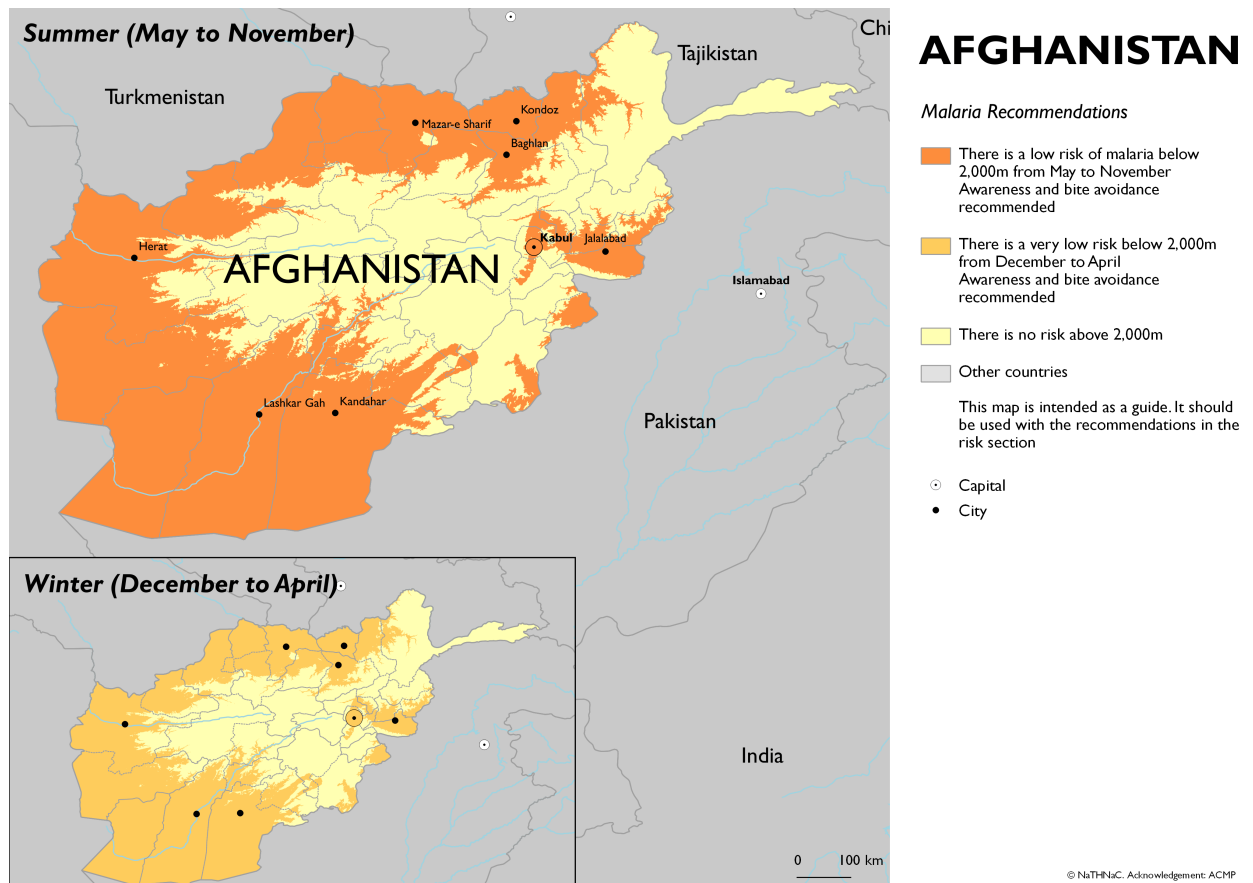 Summer (May to November)
Chi
Tajikistan
Turkmenistan
Kondoz
Mazar-e Sharif
Baghlan
Kabul
Jalalabad
Herat
AFGHANISTAN
Islamabad
Lashkar Gah
Kandahar
Pakistan
Winter (December to April)
India
0 100 km
AFGHANISTAN
Malaria Recommendations
There is a low risk of malaria below
2,000m from May to November
Awareness and bite avoidance
recommended
There is a very low risk below 2,000m
from December to April
Awareness and bite avoidance
recommended
There is no risk above 2,000m
Other countries
This map is intended as a guide. It should
be used with the recommendations in the
risk section
Capital
City
© NaTHNaC. Acknowledgement: ACMP